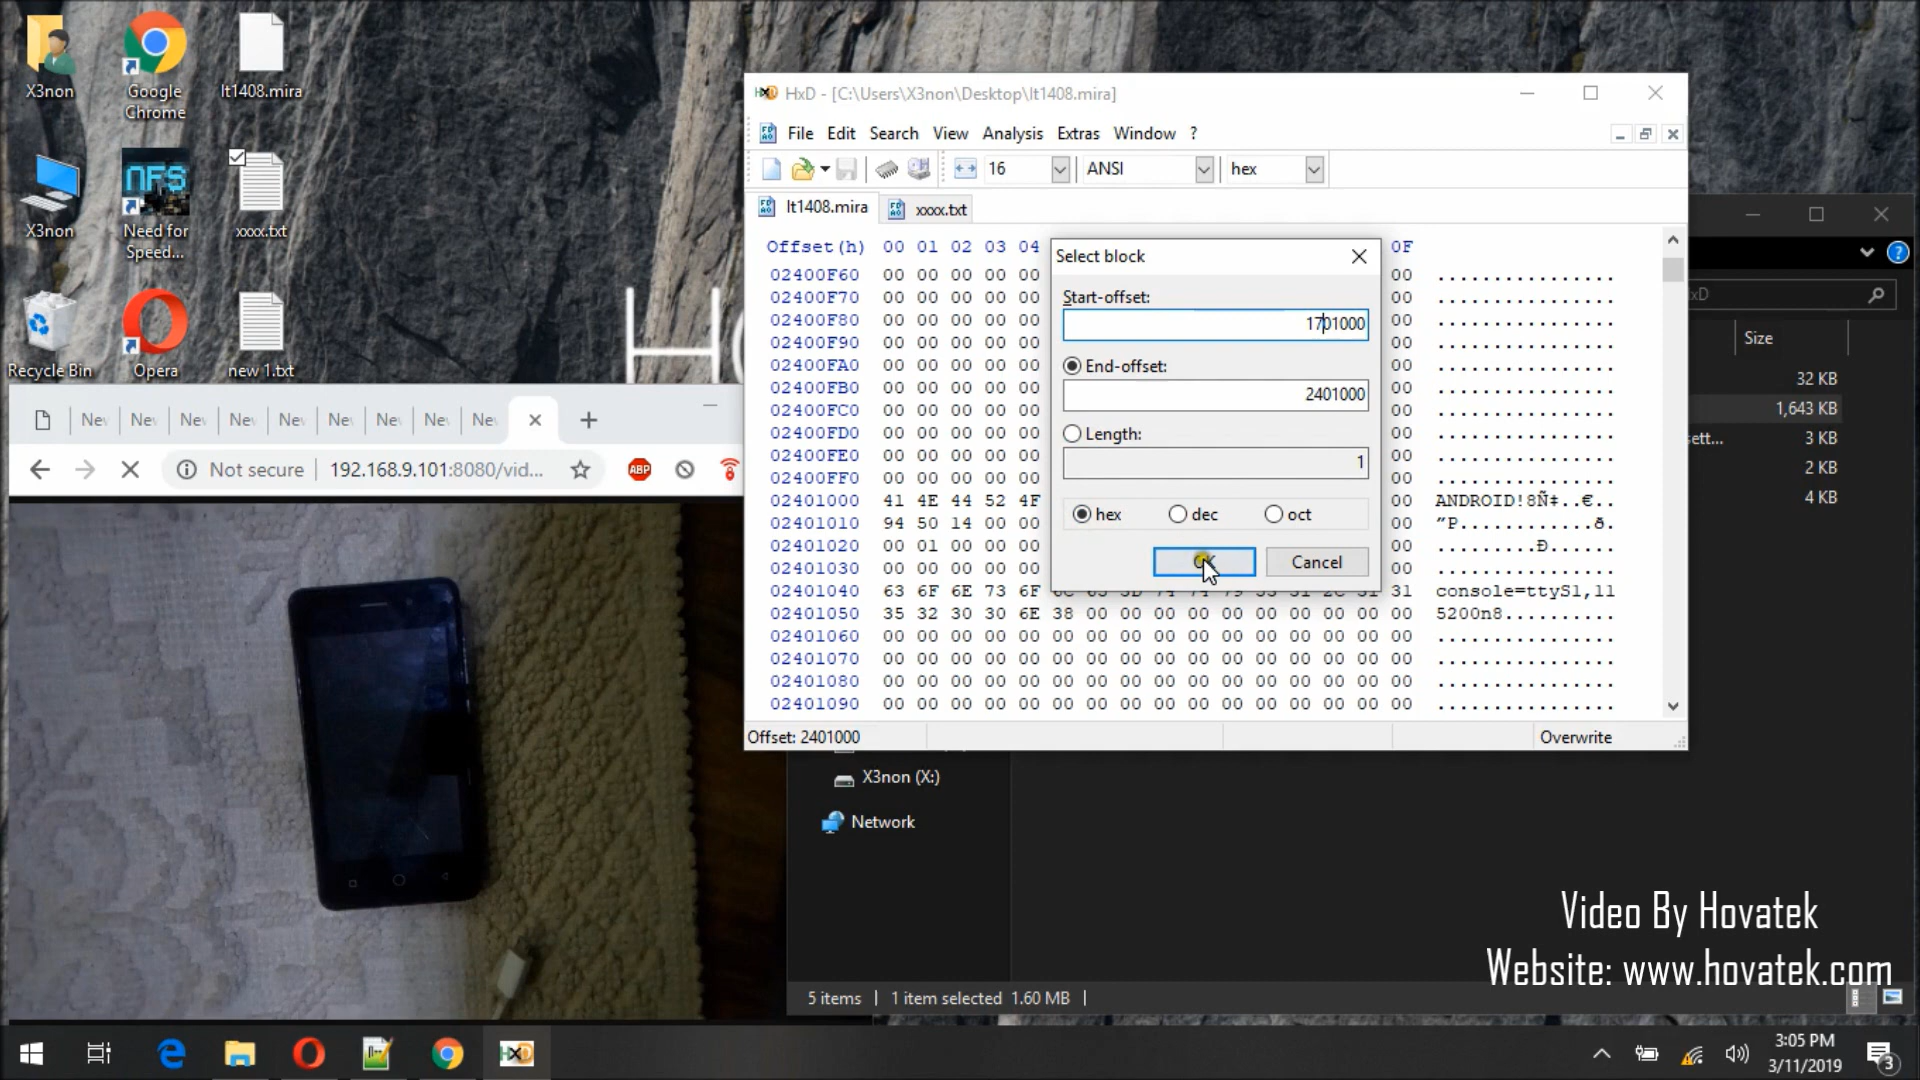 X3non
Google Chrome
lt1408.mira
X3non
Need for Speed...
xxxx.txt
Recycle Bin
Opera
new 1.txt
Not secure | 192.168.9.101:8080/vid...
ABP
HxD - [C:\Users\X3non\Desktop\lt1408.mira]
File Edit Search View Analysis Extras Window ?
16 ANSI hex
lt1408.mira xxxx.txt
Offset(h) 00 01 02 03 04 0F
02400F60 00 00 00 00 00 00 ................
02400F70 00 00 00 00 00 00 ................
02400F80 00 00 00 00 00 00 ................
02400F90 00 00 00 00 00 00 ................
02400FA0 00 00 00 00 00 00 ................
02400FB0 00 00 00 00 00 00 ................
02400FC0 00 00 00 00 00 00 ................
02400FD0 00 00 00 00 00 00 ................
02400FE0 00 00 00 00 00 00 ................
02400FF0 00 00 00 00 00 00 ................
02401000 41 4E 44 52 4F 00 ANDROID!8Ñ‡..€..
02401010 94 50 14 00 00 00 ”P............ð.
02401020 00 01 00 00 00 00 .........Ð......
02401030 00 00 00 00 00 00 ................
02401040 63 6F 6E 73 6F 31 console=ttyS1,11
02401050 35 32 30 30 6E 38 00 00 00 00 00 00 00 00 00 00 5200n8..........
02401060 00 00 00 00 00 00 00 00 00 00 00 00 00 00 00 00 ................
02401070 00 00 00 00 00 00 00 00 00 00 00 00 00 00 00 00 ................
02401080 00 00 00 00 00 00 00 00 00 00 00 00 00 00 00 00 ................
02401090 00 00 00 00 00 00 00 00 00 00 00 00 00 00 00 00 ................
Offset: 2401000 Overwrite
Select block
Start-offset:
1701000
End-offset:
2401000
Length:
1
hex dec oct
Cancel
Size
32 KB
1,643 KB
sett... 3 KB
2 KB
4 KB
X3non (X:)
Network
5 items | 1 item selected 1.60 MB |
Video By Hovatek
Website: www.hovatek.com
3:05 PM
3/11/2019
3